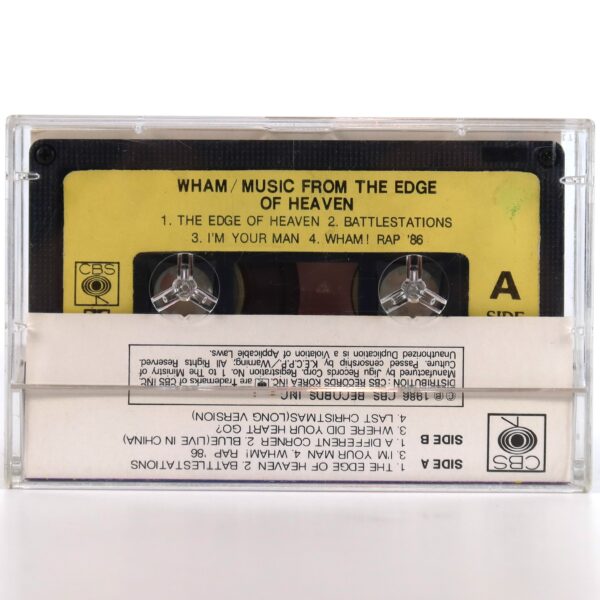 WHAM/MUSIC FROM THE EDGE
OF HEAVEN
1. THE EDGE OF HEAVEN 2. BATTLESTATIONS
3. I'M YOUR MAN 4. WHAM! RAP '86
CBS
A
SIDE
CBS
SIDE A
1. THE EDGE OF HEAVEN 2. BATTLESTATIONS
3. I'M YOUR MAN 4. WHAM! RAP '86
SIDE B
1. A DIFFERENT CORNER 2. BLUE(LIVE IN CHINA)
3. WHERE DID YOUR HEART GO?
4. LAST CHRISTMAS(LONG VERSION)
℗ 1986 CBS RECORDS INC.
DISTRIBUTION : CBS RECORDS KOREA INC. are Trademarks of CBS INC.
Manufactured by Jigu Records Corp. Registration No. to The Ministry of
Culture. Passed censorship by K.E.C.P.P./Warning; All Rights Reserved.
Unauthorized Duplication is a Violation of Applicable Laws.